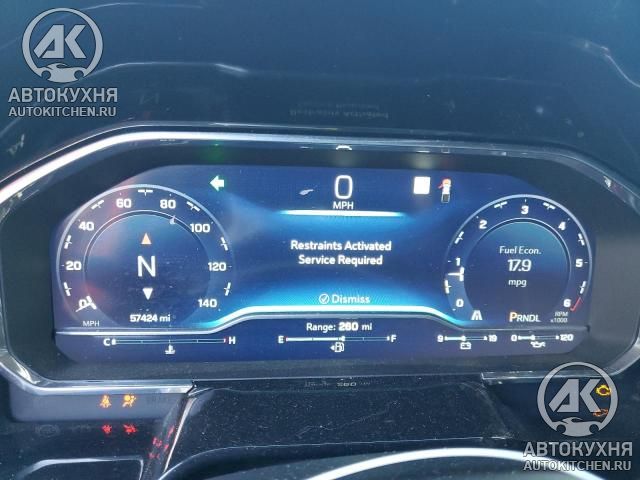 АК
АВТОКУХНЯ
AUTOKITCHEN.RU
0
MPH
Restraints Activated
Service Required
Dismiss
20 40 60 80 100 120 140
MPH
N
57424 mi
0 1 2 3 4 5 6
Fuel Econ.
17.9
mpg
PRNDL
RPM
x1000
Range: 260 mi
C H
E F
9 19
0 120
АК
АВТОКУХНЯ
AUTOKITCHEN.RU